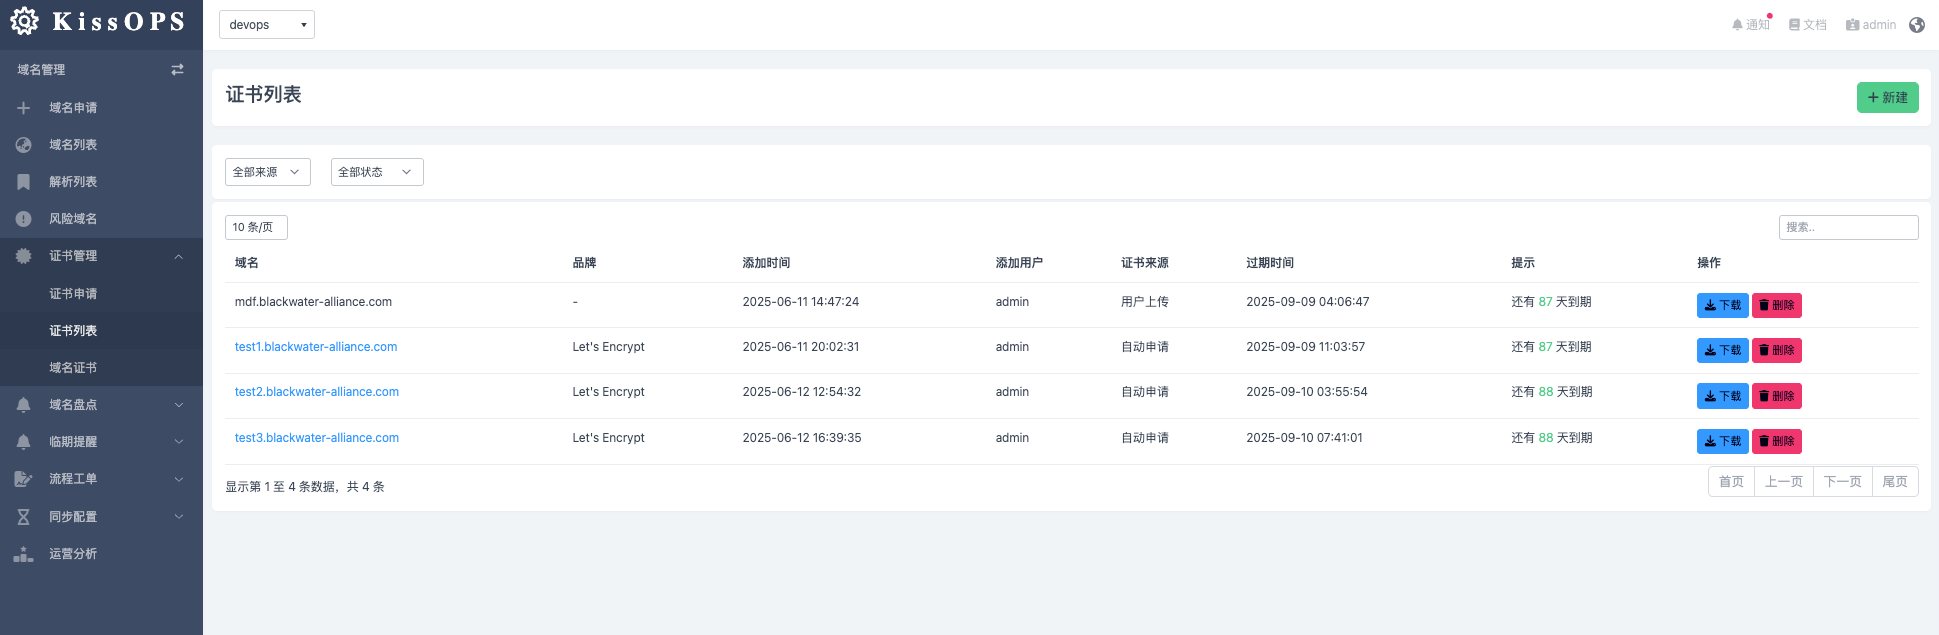 KissOPS
devops
通知
文档
admin
域名管理
域名申请
域名列表
解析列表
风险域名
证书管理
证书申请
证书列表
域名证书
域名盘点
临期提醒
流程工单
同步配置
运营分析
证书列表
新建
全部来源
全部状态
10 条/页
搜索..
域名 品牌 添加时间 添加用户 证书来源 过期时间 提示 操作
mdf.blackwater-alliance.com - 2025-06-11 14:47:24 admin 用户上传 2025-09-09 04:06:47 还有 87 天到期 下载 删除
test1.blackwater-alliance.com Let's Encrypt 2025-06-11 20:02:31 admin 自动申请 2025-09-09 11:03:57 还有 87 天到期 下载 删除
test2.blackwater-alliance.com Let's Encrypt 2025-06-12 12:54:32 admin 自动申请 2025-09-10 03:55:54 还有 88 天到期 下载 删除
test3.blackwater-alliance.com Let's Encrypt 2025-06-12 16:39:35 admin 自动申请 2025-09-10 07:41:01 还有 88 天到期 下载 删除
显示第 1 至 4 条数据，共 4 条
首页 上一页 下一页 尾页